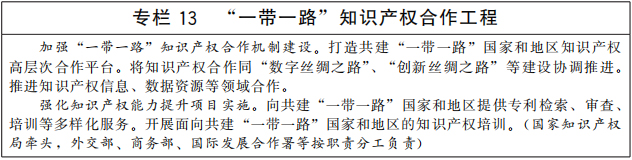 专栏 13 “一带一路”知识产权合作工程
加强“一带一路”知识产权合作机制建设。打造共建“一带一路”国家和地区知识产权
高层次合作平台。将知识产权合作同“数字丝绸之路”、“创新丝绸之路”等建设协调推进。
推进知识产权信息、数据资源等领域合作。
强化知识产权能力提升项目实施。向共建“一带一路”国家和地区提供专利检索、审查、
培训等多样化服务。开展面向共建“一带一路”国家和地区的知识产权培训。(国家知识产权
局牵头，外交部、商务部、国际发展合作署等按职责分工负责)